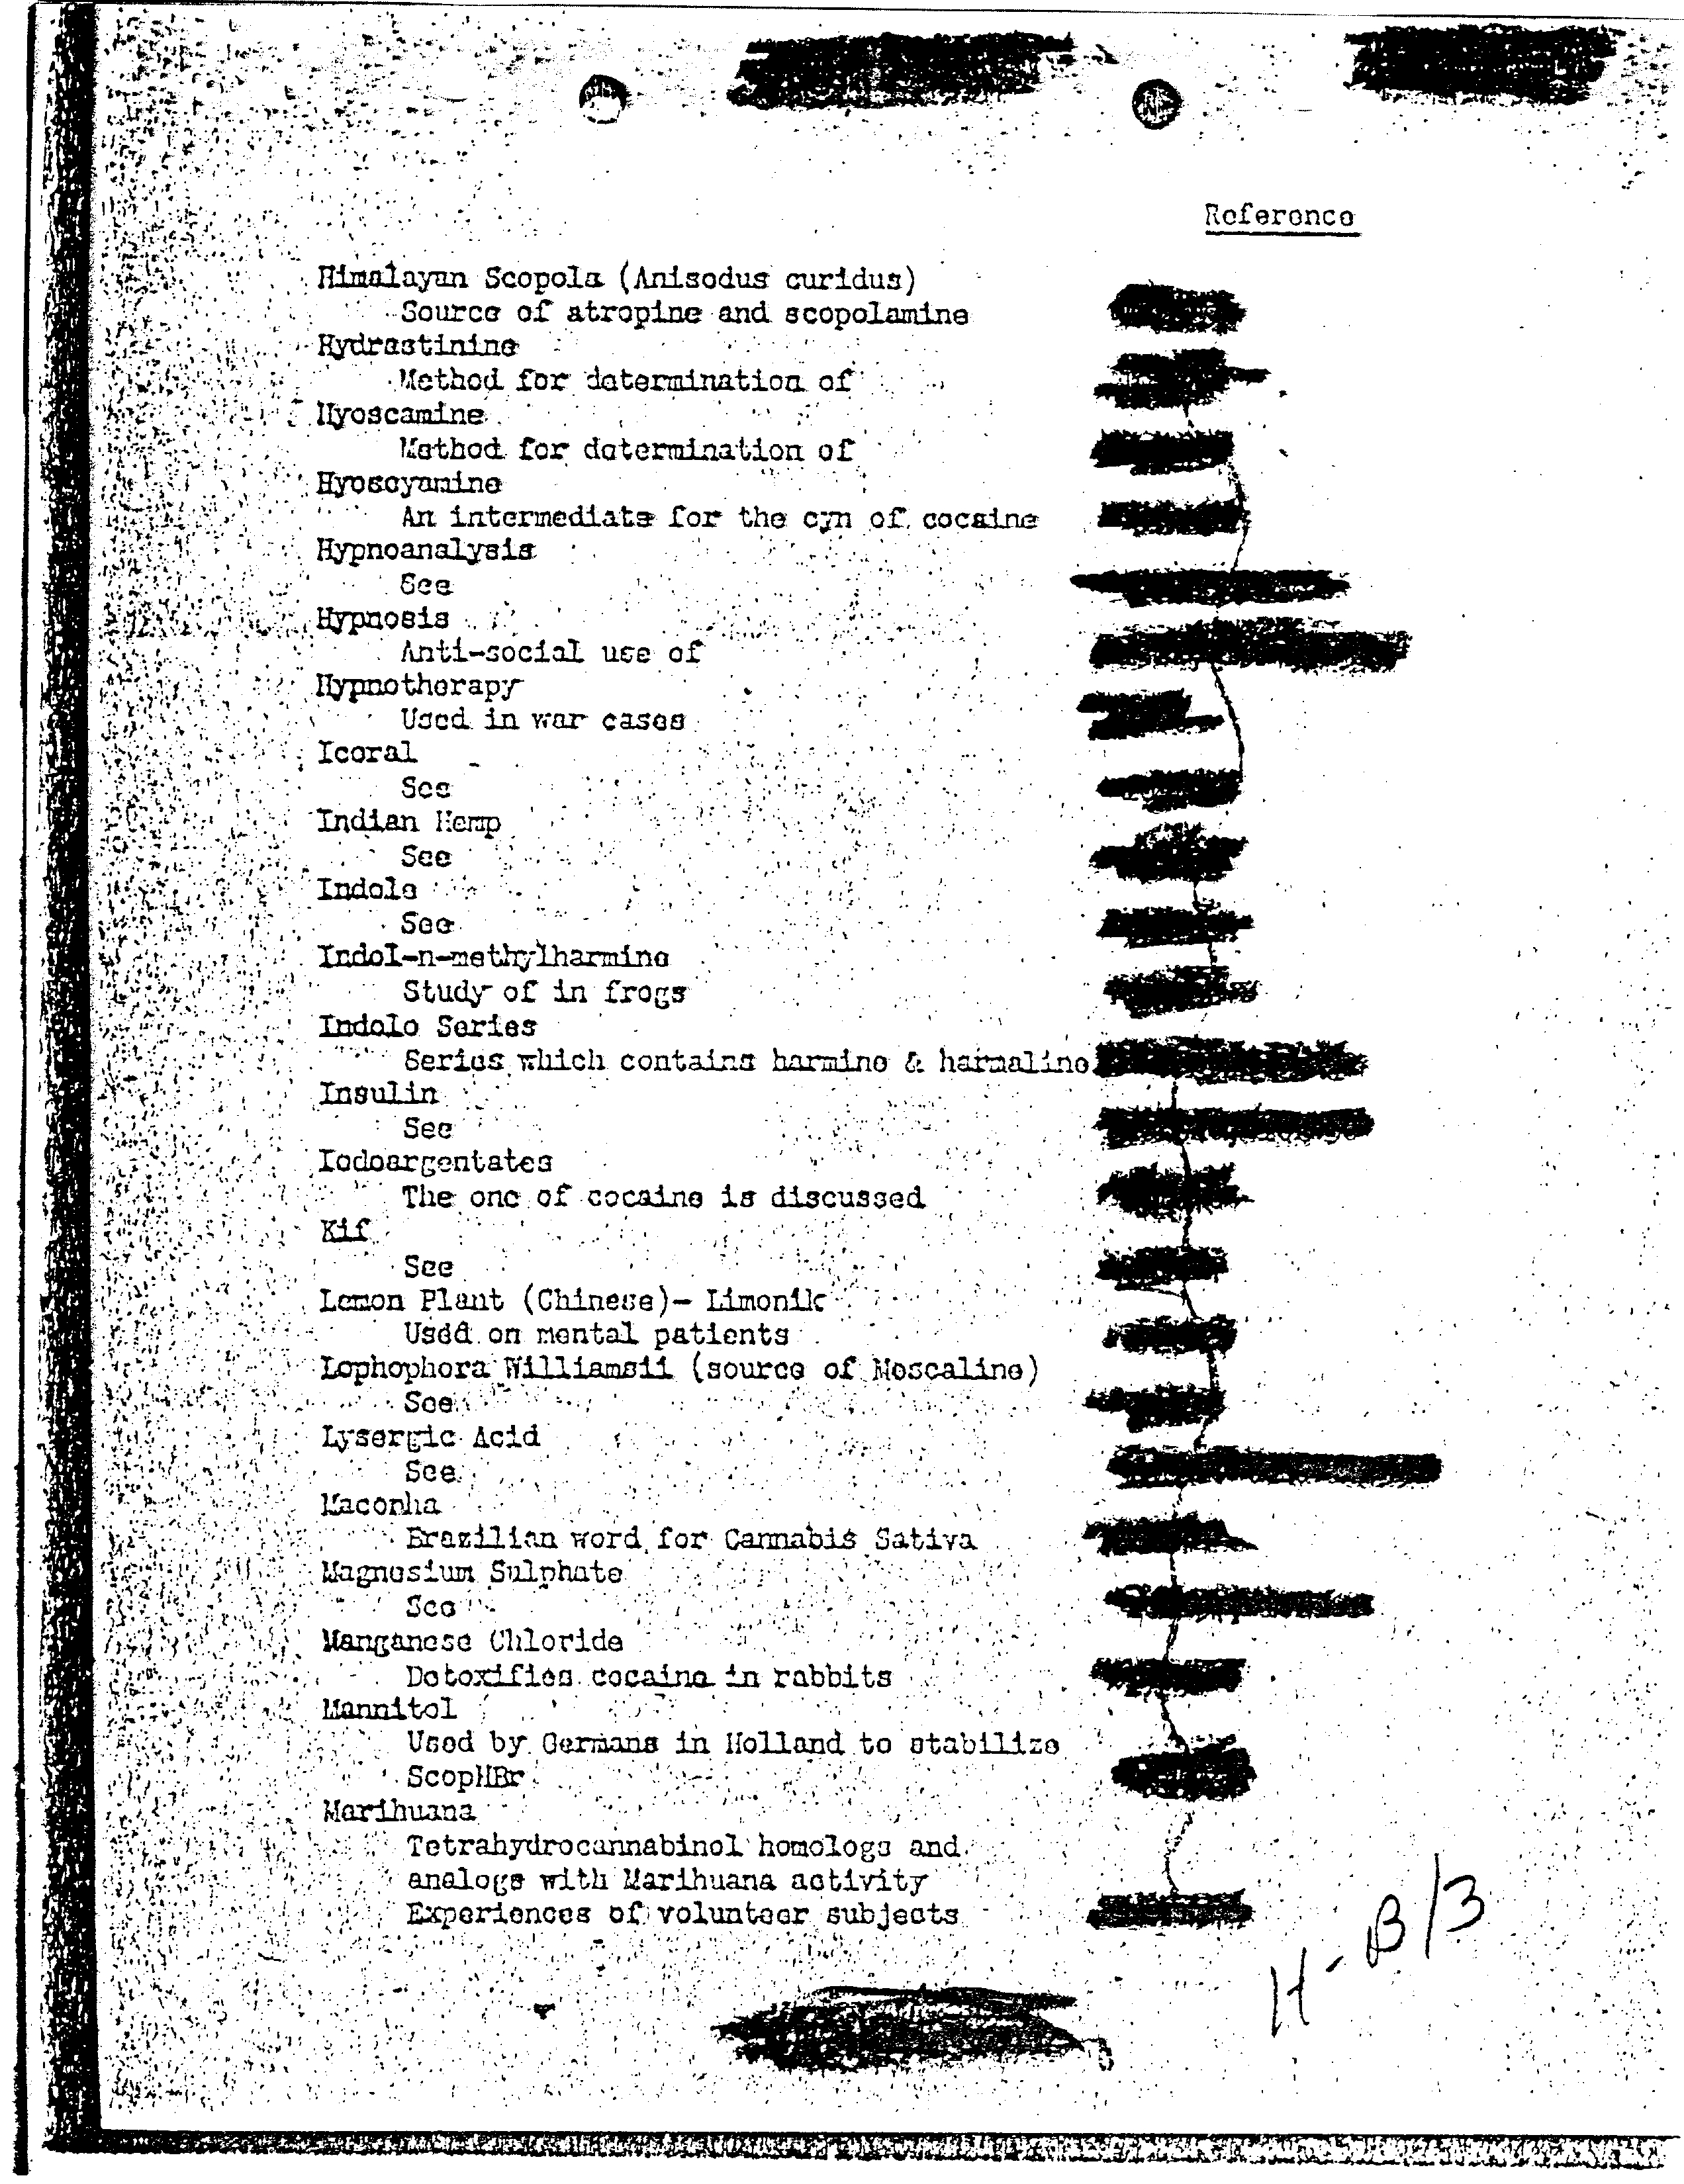 Reference
Himalayan Scopola (Anisodus curidus)
Source of atropine and scopolamine
Hydrastinine
Method for determination of
Hyoscamine
Method for determination of
Hyoscyamine
An intermediate for the cyn of cocaine
Hypnoanalysis
See
Hypnosis
Anti-social use of
Hypnotherapy
Used in war cases
Icoral
See
Indian Hemp
See
Indole
See
Indol-n-methylharmine
Study of in frogs
Indole Series
Series which contains harmine & harmaline
Insulin
See
Iodoargentates
The one of cocaine is discussed
Kif
See
Lemon Plant (Chinese)- Limonik
Usdd on mental patients
Lophophora Williamsii (source of Mescaline)
See
Lysergic Acid
See
Maconha
Brazilian word for Cannabis Sativa
Magnesium Sulphate
See
Manganese Chloride
Detoxifies cocaine in rabbits
Mannitol
Used by Germans in Holland to stabilize
ScopHBr
Marihuana
Tetrahydrocannabinol homologs and
analogs with Marihuana activity
Experiences of volunteer subjects
H-B/3